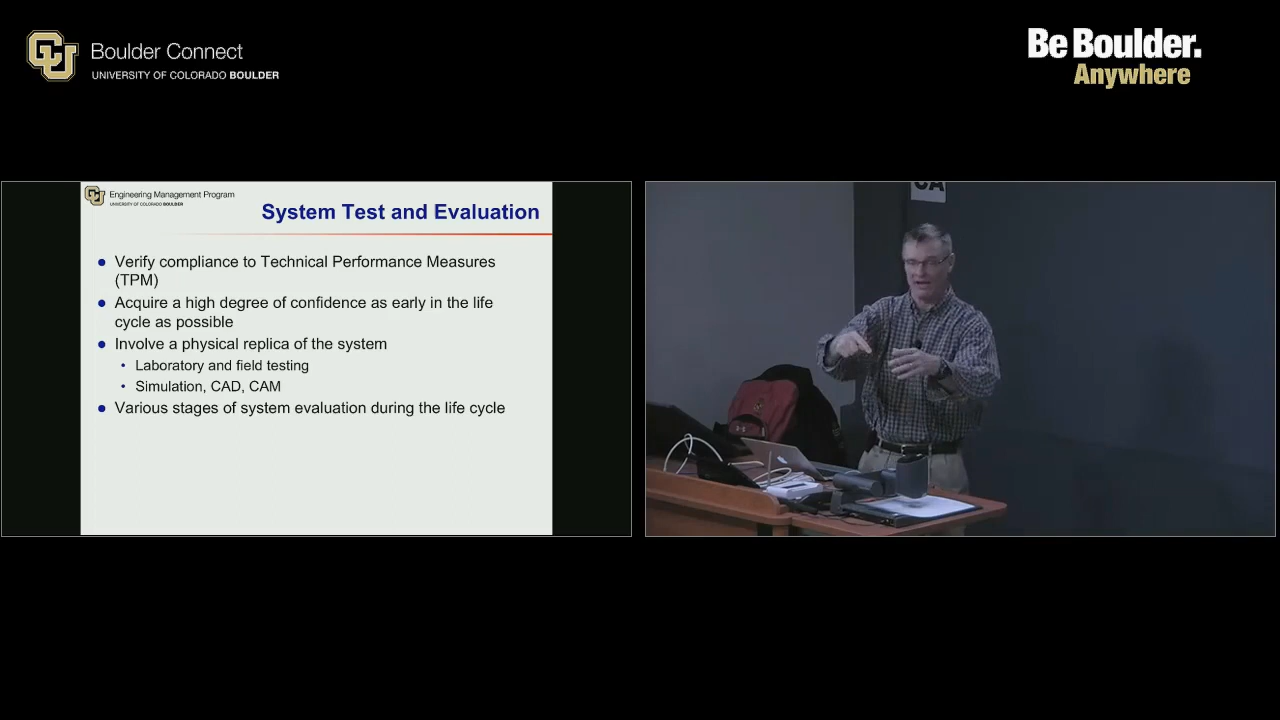 Boulder Connect
UNIVERSITY OF COLORADO BOULDER
Be Boulder.
Anywhere
Engineering Management Program
UNIVERSITY OF COLORADO BOULDER
System Test and Evaluation
Verify compliance to Technical Performance Measures
(TPM)
Acquire a high degree of confidence as early in the life
cycle as possible
Involve a physical replica of the system
Laboratory and field testing
Simulation, CAD, CAM
Various stages of system evaluation during the life cycle